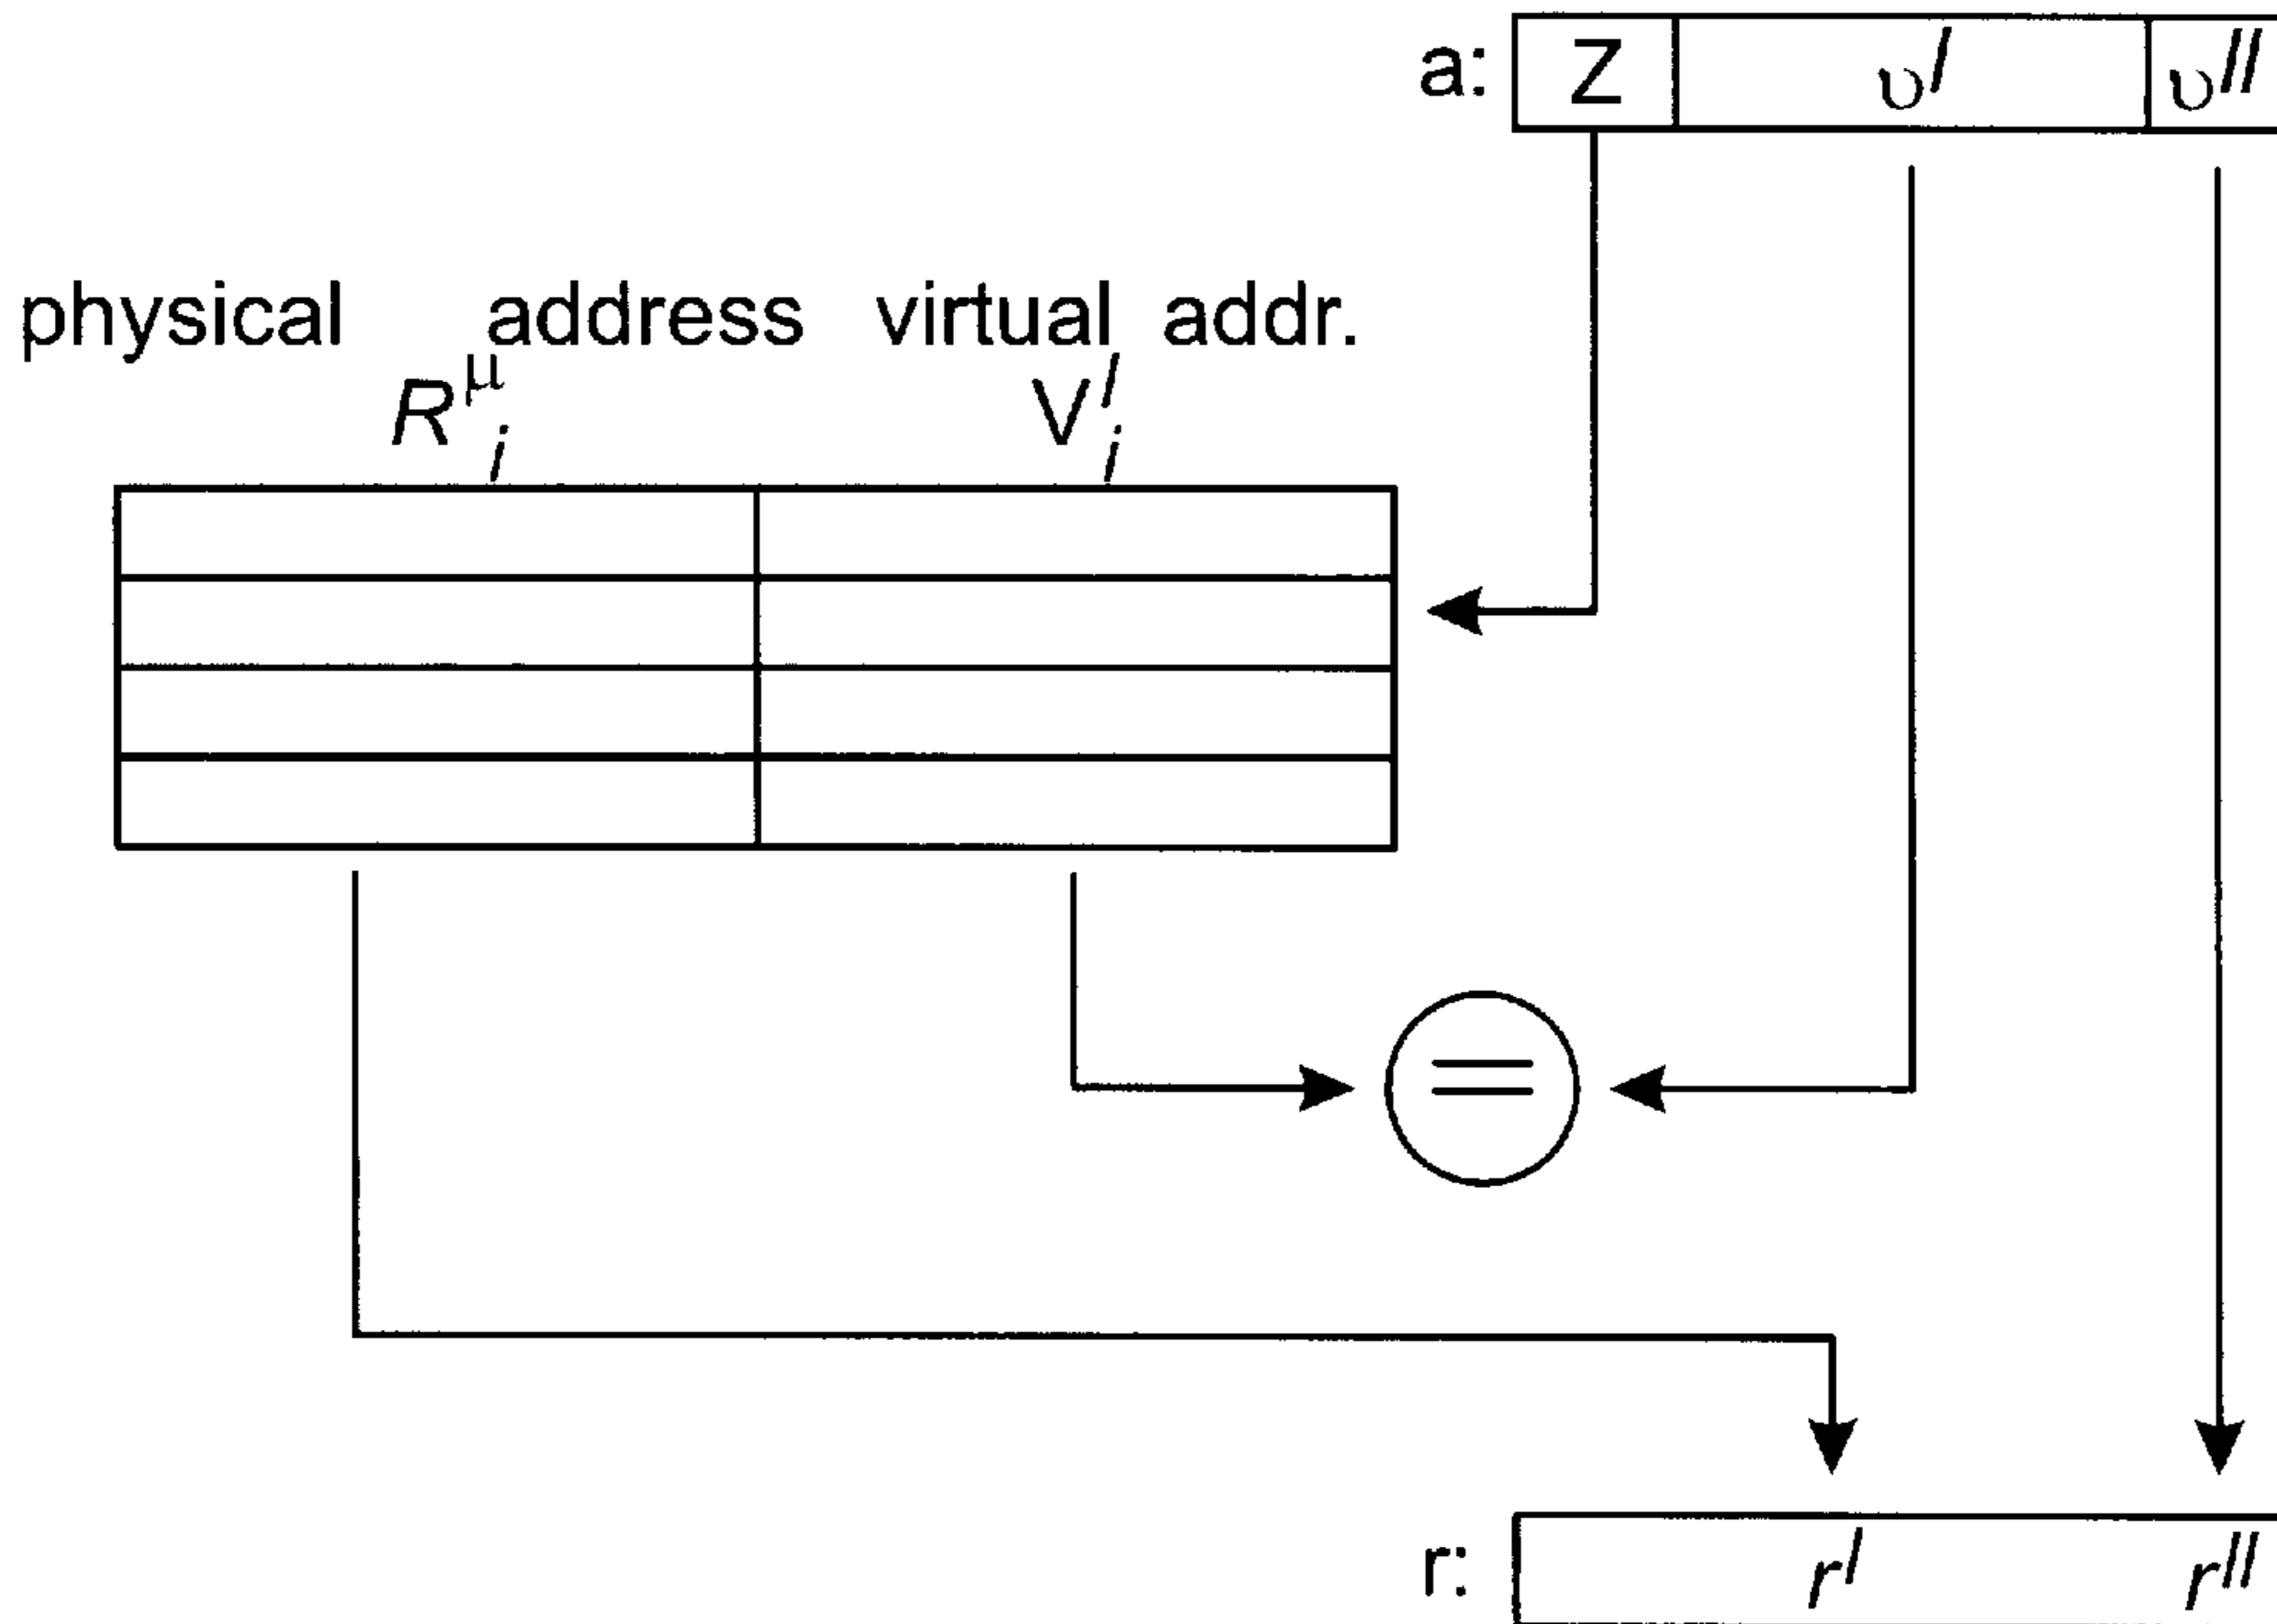 a: Z υ′ υ″
physical address virtual addr.
R^μ_i V′_i
=
r: r′ r″